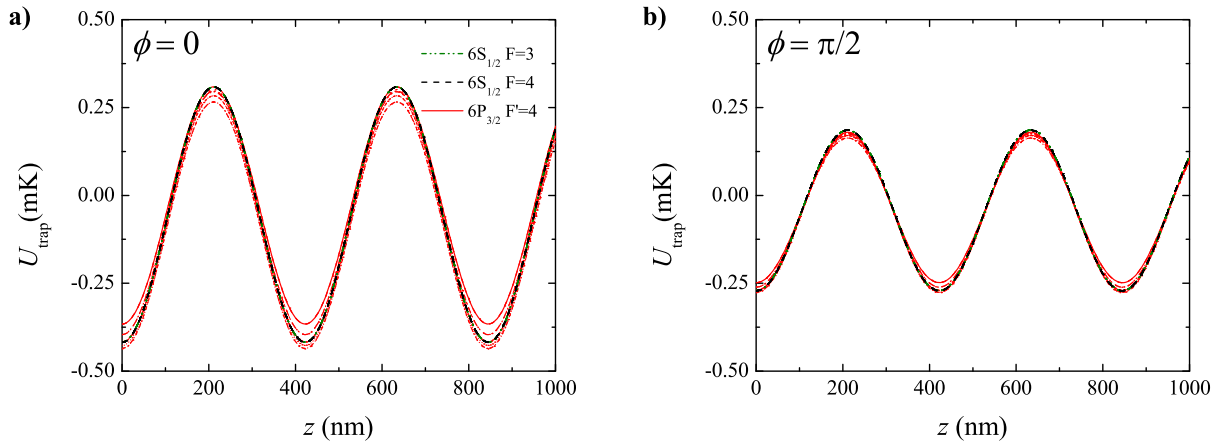 a)
ϕ = 0
6S1/2 F=3
6S1/2 F=4
6P3/2 F'=4
0.50
0.25
0.00
-0.25
-0.50
Utrap(mK)
0 200 400 600 800 1000
z (nm)
b)
ϕ = π/2
0.50
0.25
0.00
-0.25
-0.50
Utrap(mK)
0 200 400 600 800 1000
z (nm)